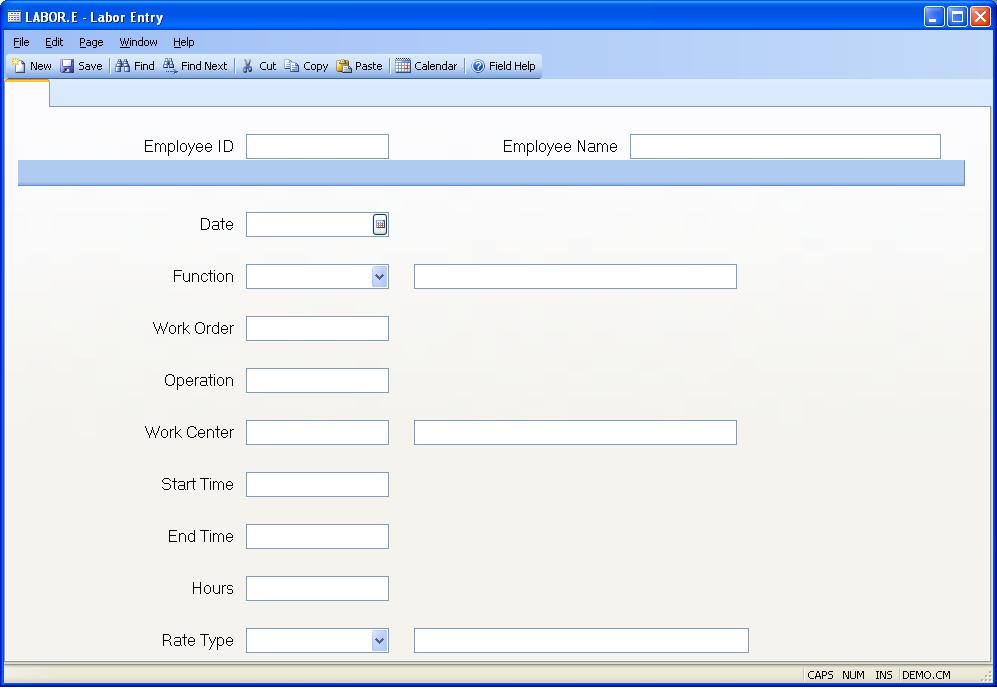 LABOR.E - Labor Entry
File Edit Page Window Help
New Save Find Find Next Cut Copy Paste Calendar Field Help
Employee ID Employee Name
Date
Function
Work Order
Operation
Work Center
Start Time
End Time
Hours
Rate Type
CAPS NUM INS DEMO.CM